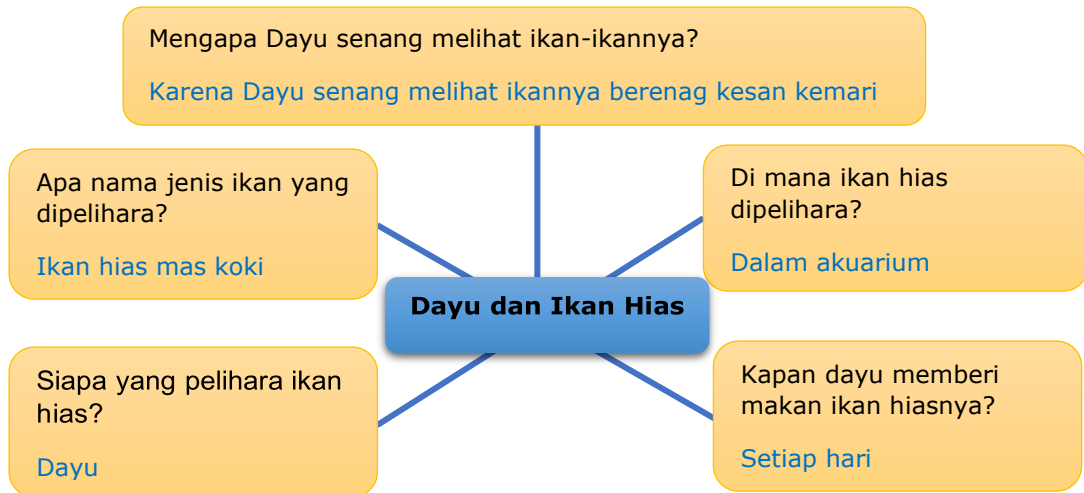 Mengapa Dayu senang melihat ikan-ikannya?
Karena Dayu senang melihat ikannya berenag kesan kemari
Apa nama jenis ikan yang
dipelihara?
Ikan hias mas koki
Di mana ikan hias
dipelihara?
Dalam akuarium
Dayu dan Ikan Hias
Siapa yang pelihara ikan
hias?
Dayu
Kapan dayu memberi
makan ikan hiasnya?
Setiap hari